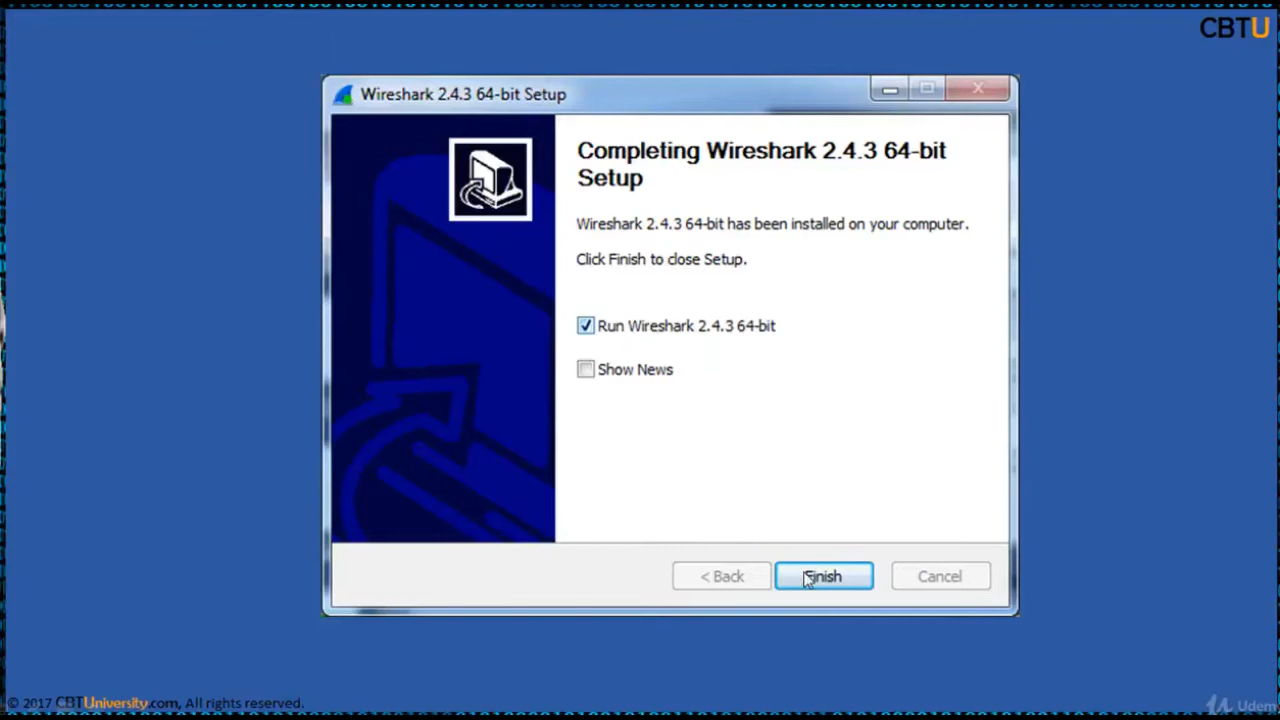 CBTU
Wireshark 2.4.3 64-bit Setup
Completing Wireshark 2.4.3 64-bit
Setup
Wireshark 2.4.3 64-bit has been installed on your computer.
Click Finish to close Setup.
Run Wireshark 2.4.3 64-bit
Show News
< Back
Finish
Cancel
© 2017 CBTUniversity.com, All rights reserved.